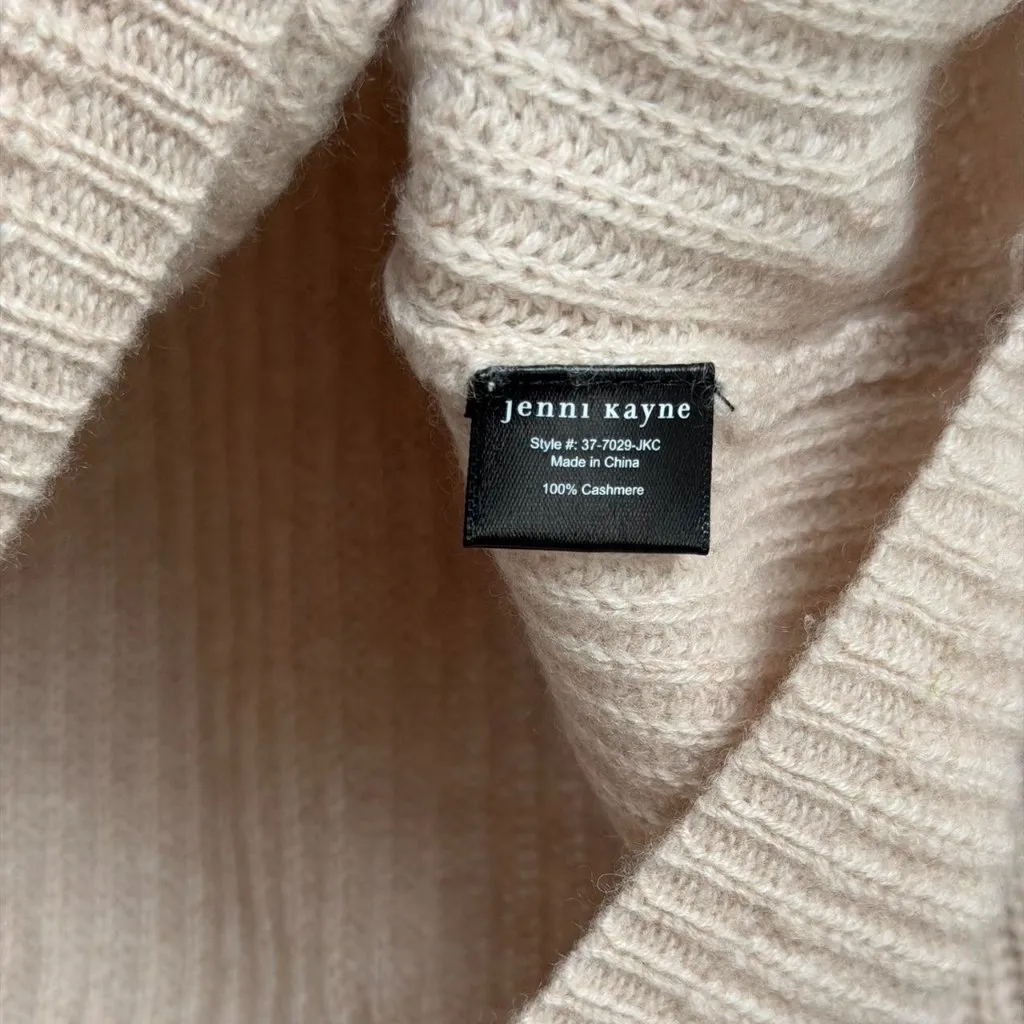 jenni kayne
Style #: 37-7029-JKC
Made in China
100% Cashmere